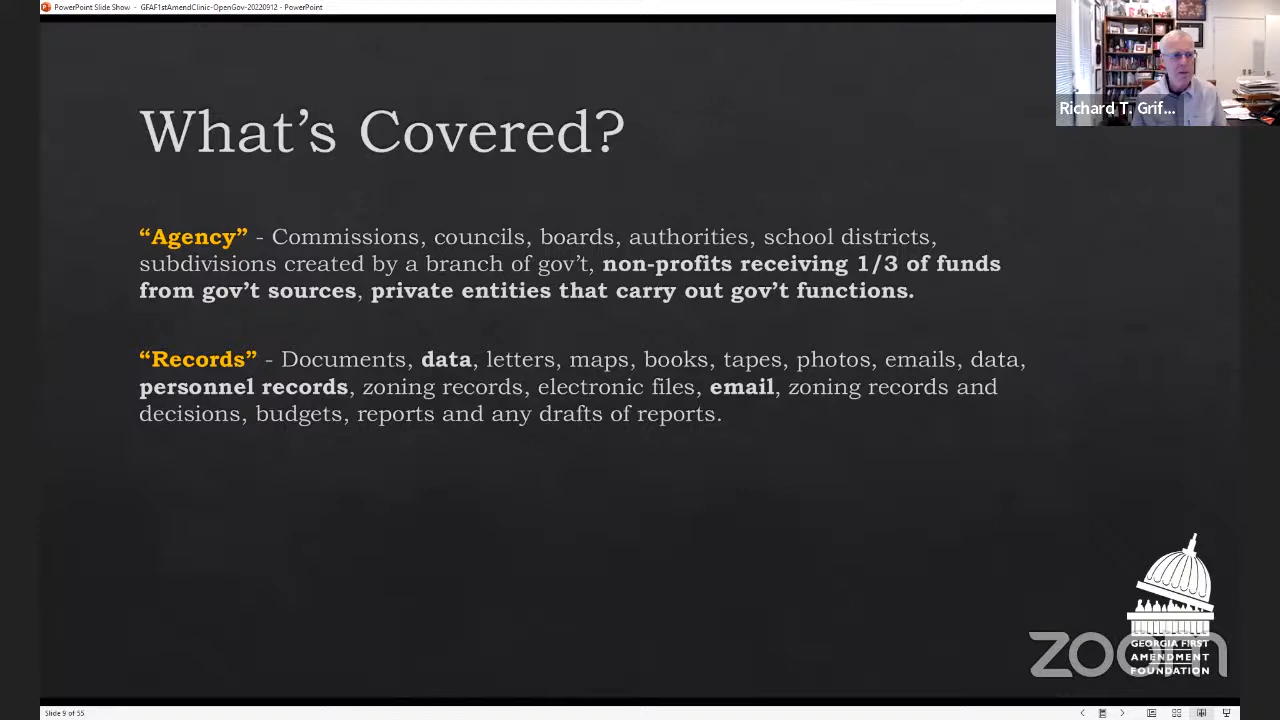 PowerPoint Slide Show - GFAF1stAmendClinic-OpenGov-20220912 - PowerPoint
Richard T. Grif...
What’s Covered?
“Agency” - Commissions, councils, boards, authorities, school districts,
subdivisions created by a branch of gov’t, non-profits receiving 1/3 of funds
from gov’t sources, private entities that carry out gov’t functions.
“Records” - Documents, data, letters, maps, books, tapes, photos, emails, data,
personnel records, zoning records, electronic files, email, zoning records and
decisions, budgets, reports and any drafts of reports.
zoom
GEORGIA FIRST
AMENDMENT
FOUNDATION
Slide 9 of 55